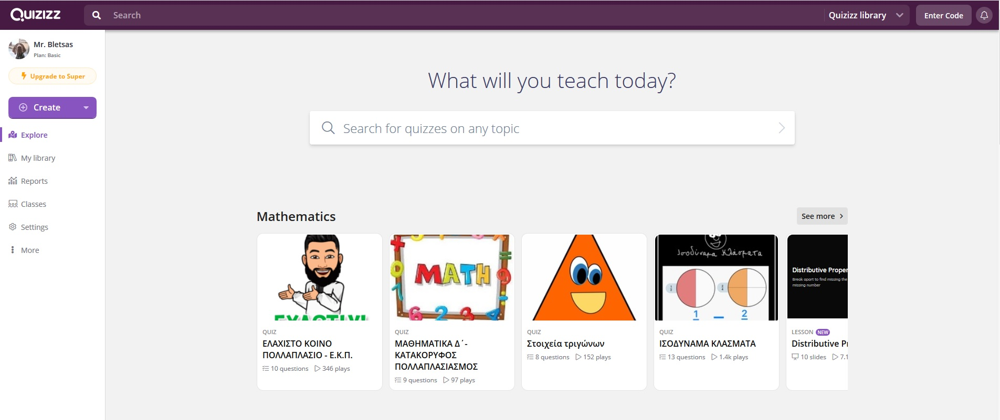 QUIZIZZ
Search
Quizizz library
Enter Code
Mr. Bletsas
Plan: Basic
Upgrade to Super
Create
Explore
My library
Reports
Classes
Settings
More
What will you teach today?
Search for quizzes on any topic
Mathematics
See more
MATH
Ισοδύναμα Κλάσματα
1
2
Distributive Proper
Break apart to find missing the
missing number
QUIZ
ΕΛΑΧΙΣΤΟ ΚΟΙΝΟ
ΠΟΛΛΑΠΛΑΣΙΟ - Ε.Κ.Π.
10 questions 346 plays
QUIZ
ΜΑΘΗΜΑΤΙΚΑ Δ΄-
ΚΑΤΑΚΟΡΥΦΟΣ
ΠΟΛΛΑΠΛΑΣΙΑΣΜΟΣ
9 questions 97 plays
QUIZ
Στοιχεία τριγώνων
8 questions 152 plays
QUIZ
ΙΣΟΔΥΝΑΜΑ ΚΛΑΣΜΑΤΑ
13 questions 1.4k plays
LESSON NEW
Distributive
10 slides 7.1